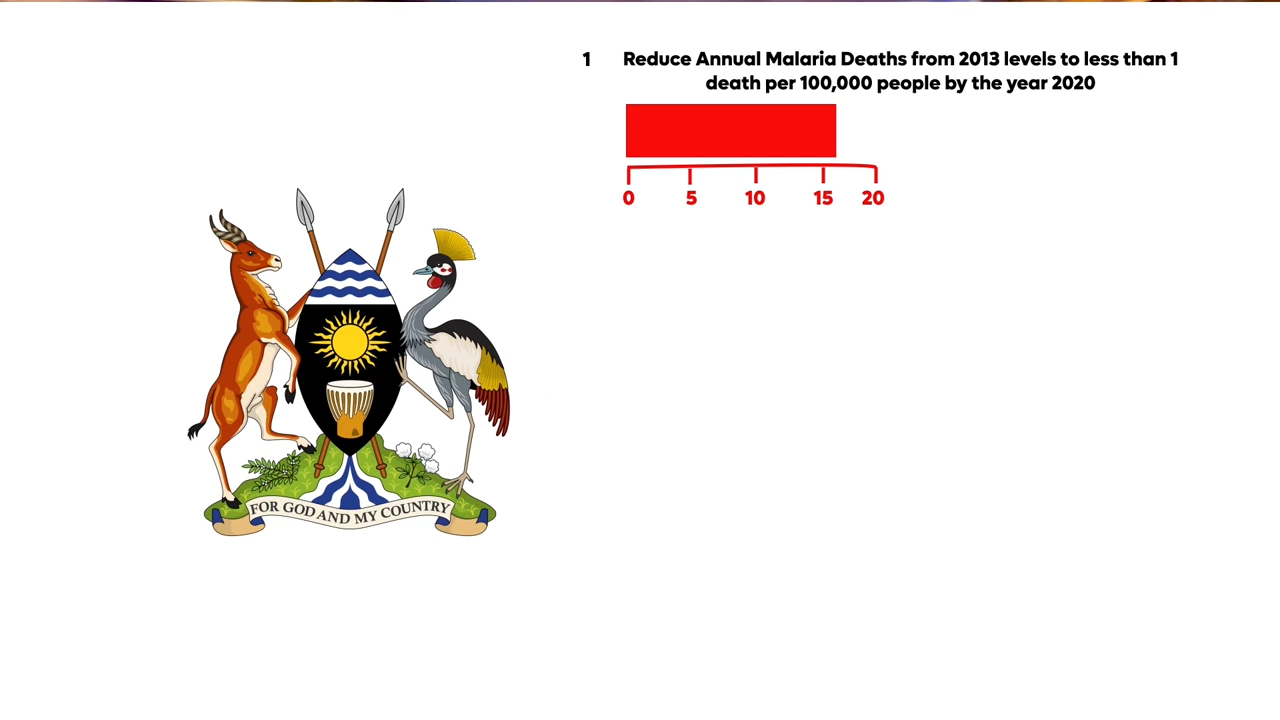 1 Reduce Annual Malaria Deaths from 2013 levels to less than 1
death per 100,000 people by the year 2020
0 5 10 15 20
FOR GOD AND MY COUNTRY